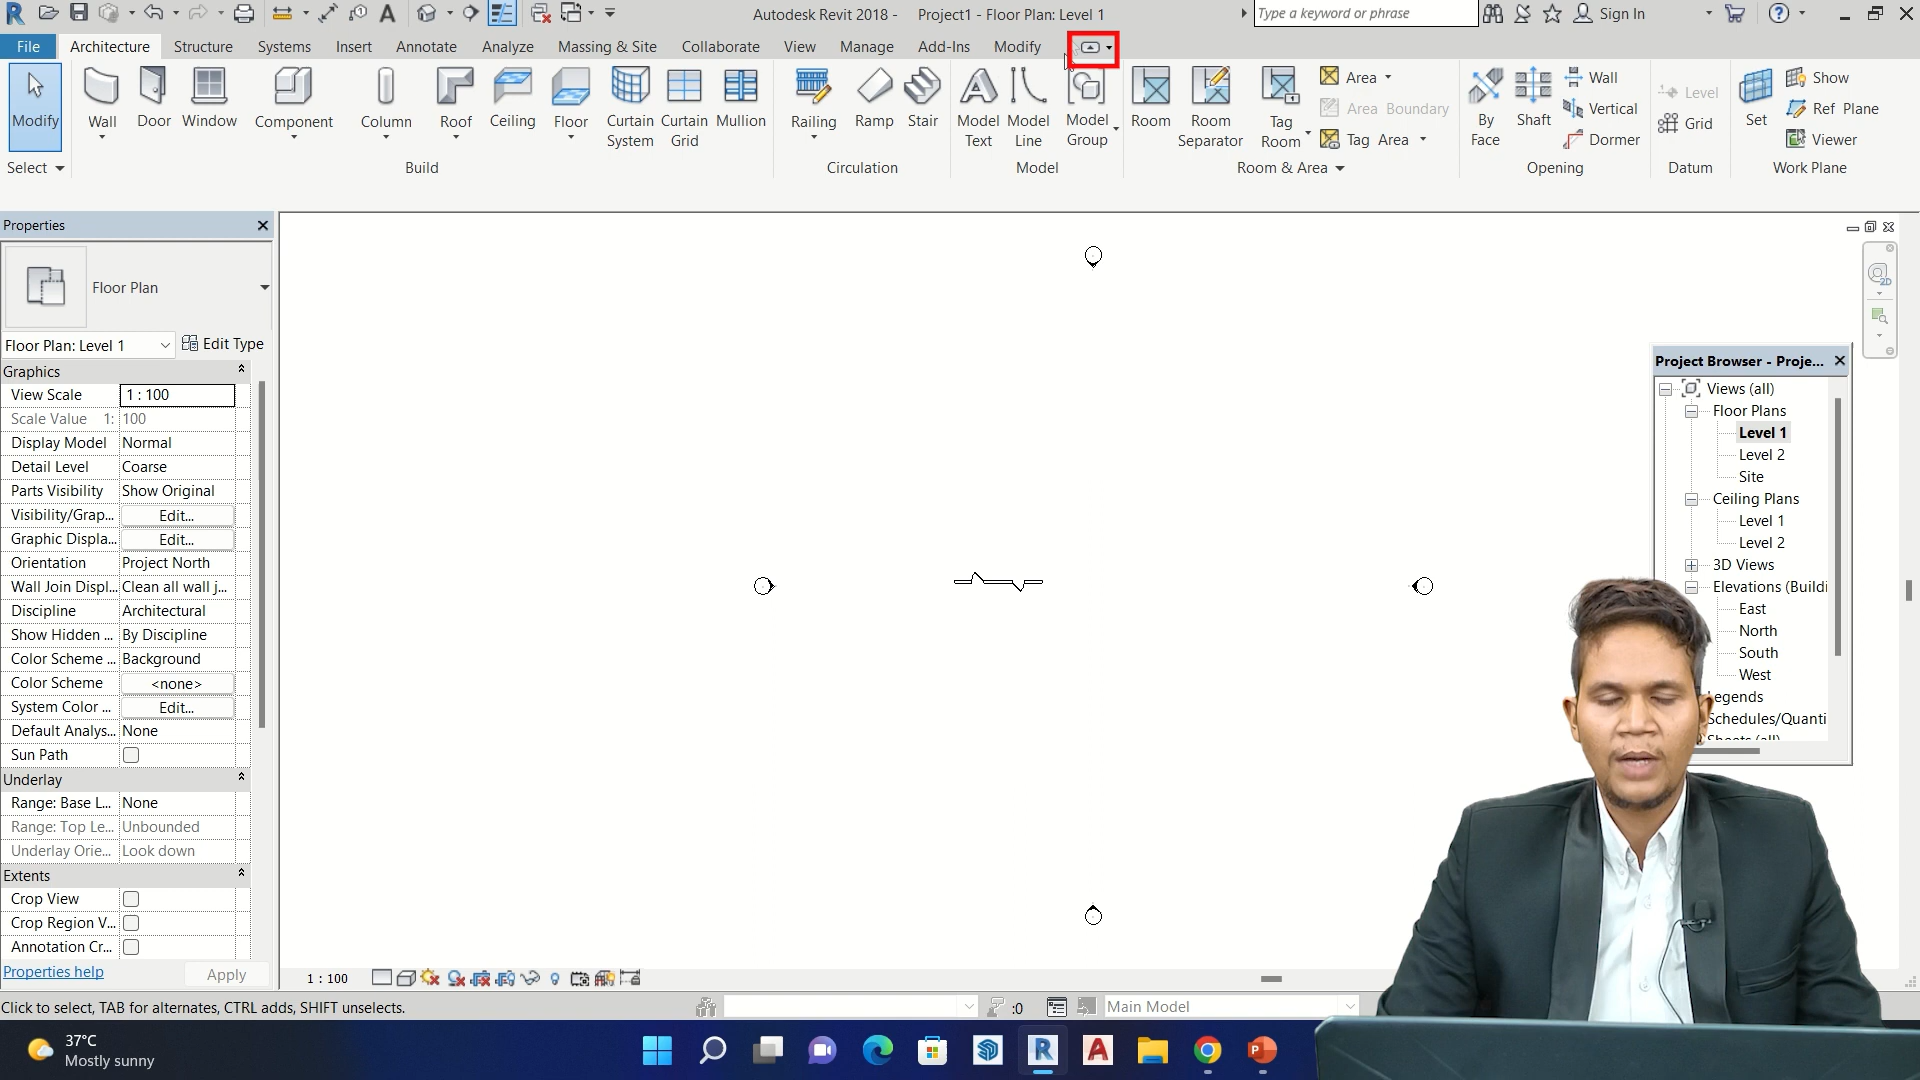 Autodesk Revit 2018 - Project1 - Floor Plan: Level 1
Type a keyword or phrase
Sign In
File Architecture Structure Systems Insert Annotate Analyze Massing & Site Collaborate View Manage Add-Ins Modify
Modify
Wall
Door
Window
Component
Column
Roof
Ceiling
Floor
Curtain
System
Curtain
Grid
Mullion
Railing
Ramp
Stair
Model
Text
Model
Line
Model
Group
Room
Room
Separator
Tag
Room
Area
Area Boundary
Tag Area
By
Face
Shaft
Wall
Vertical
Dormer
Level
Grid
Set
Show
Ref Plane
Viewer
Select
Build
Circulation
Model
Room & Area
Opening
Datum
Work Plane
Properties
Floor Plan
Floor Plan: Level 1
Edit Type
Graphics
View Scale 1 : 100
Scale Value 1: 100
Display Model Normal
Detail Level Coarse
Parts Visibility Show Original
Visibility/Grap... Edit...
Graphic Displa... Edit...
Orientation Project North
Wall Join Displ... Clean all wall j...
Discipline Architectural
Show Hidden ... By Discipline
Color Scheme ... Background
Color Scheme <none>
System Color ... Edit...
Default Analys... None
Sun Path
Underlay
Range: Base L... None
Range: Top Le... Unbounded
Underlay Orie... Look down
Extents
Crop View
Crop Region V...
Annotation Cr...
Properties help
Apply
2D
Project Browser - Proje...
Views (all)
Floor Plans
Level 1
Level 2
Site
Ceiling Plans
Level 1
Level 2
3D Views
Elevations (Buildi
East
North
South
West
egends
Schedules/Quanti
1 : 100
Click to select, TAB for alternates, CTRL adds, SHIFT unselects.
:0
Main Model
37°C
Mostly sunny